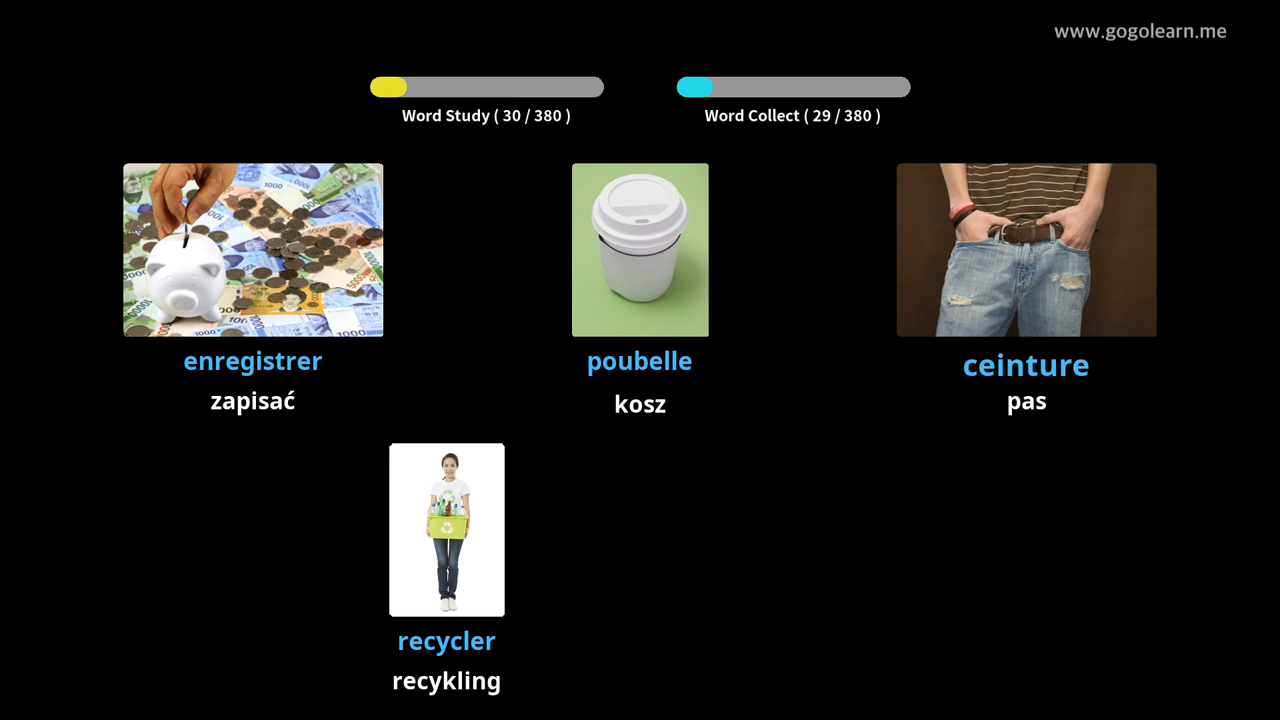 www.gogolearn.me
Word Study ( 30 / 380 )
Word Collect ( 29 / 380 )
enregistrer
zapisać
poubelle
kosz
ceinture
pas
recycler
recykling